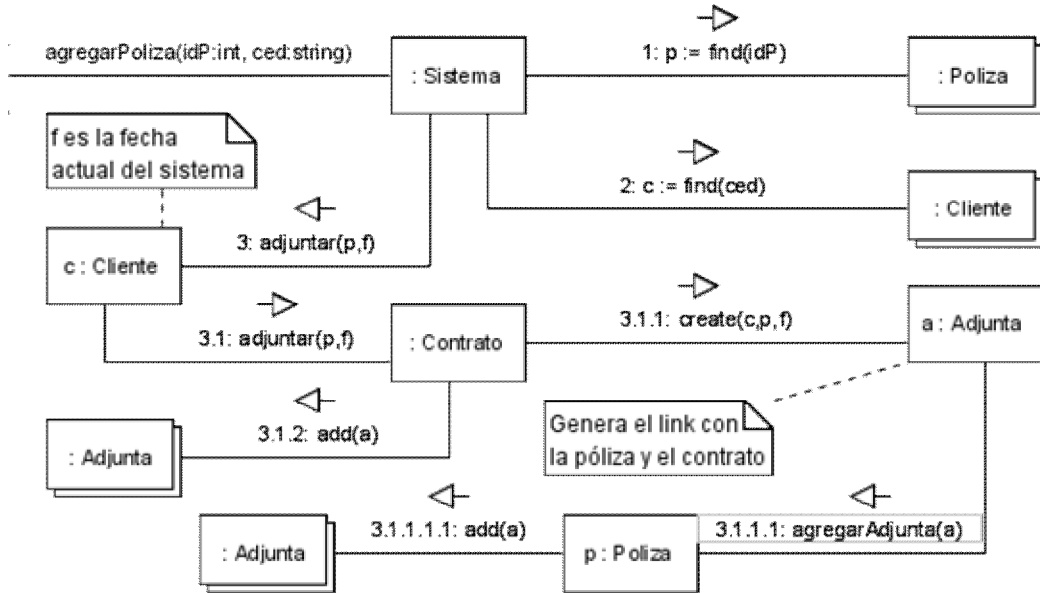 agregarPoliza(idP:int, ced:string)
: Sistema
1: p := find(idP)
: Poliza
f es la fecha
actual del sistema
2: c := find(ced)
: Cliente
3: adjuntar(p,f)
c : Cliente
3.1: adjuntar(p,f)
: Contrato
3.1.1: create(c,p,f)
a : Adjunta
3.1.2: add(a)
: Adjunta
Genera el link con
la póliza y el contrato
3.1.1.1.1: add(a)
3.1.1.1: agregarAdjunta(a)
: Adjunta
p : Poliza